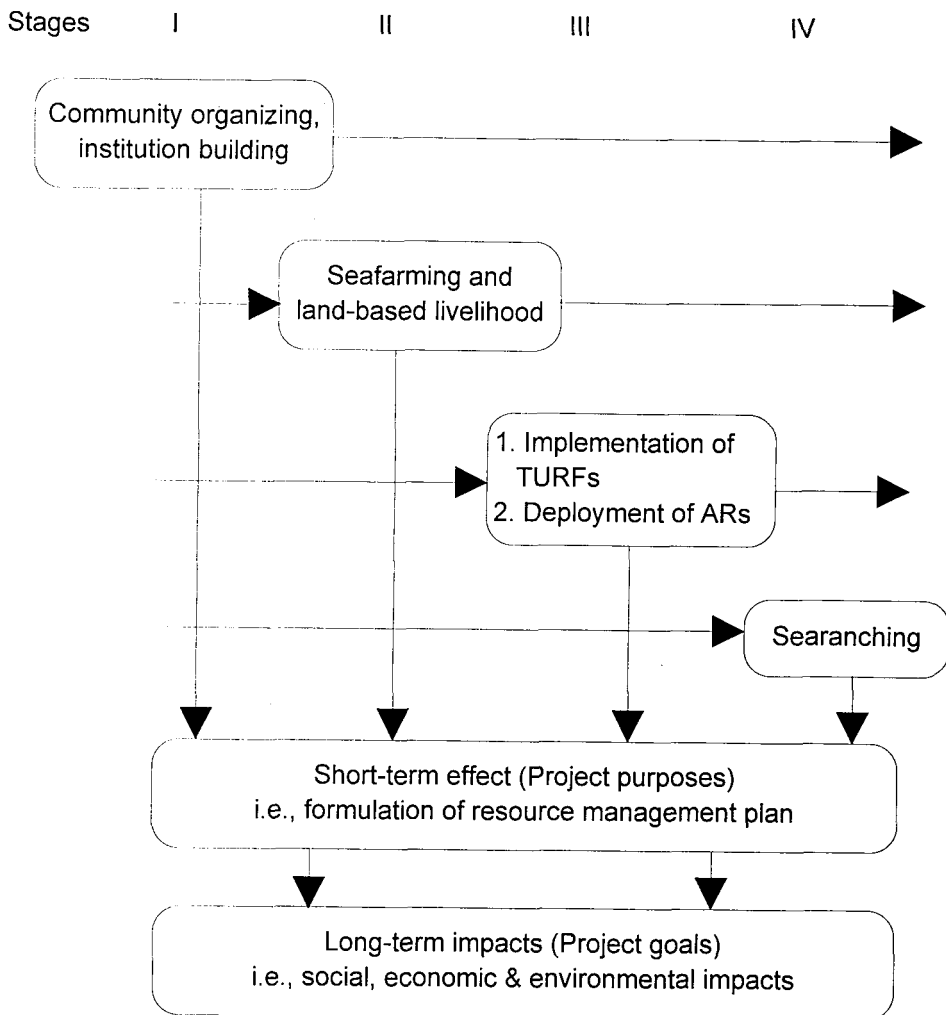 Stages I II III IV
Community organizing,
institution building
Seafarming and
land-based livelihood
1. Implementation of
TURFs
2. Deployment of ARs
Searanching
Short-term effect (Project purposes)
i.e., formulation of resource management plan
Long-term impacts (Project goals)
i.e., social, economic & environmental impacts